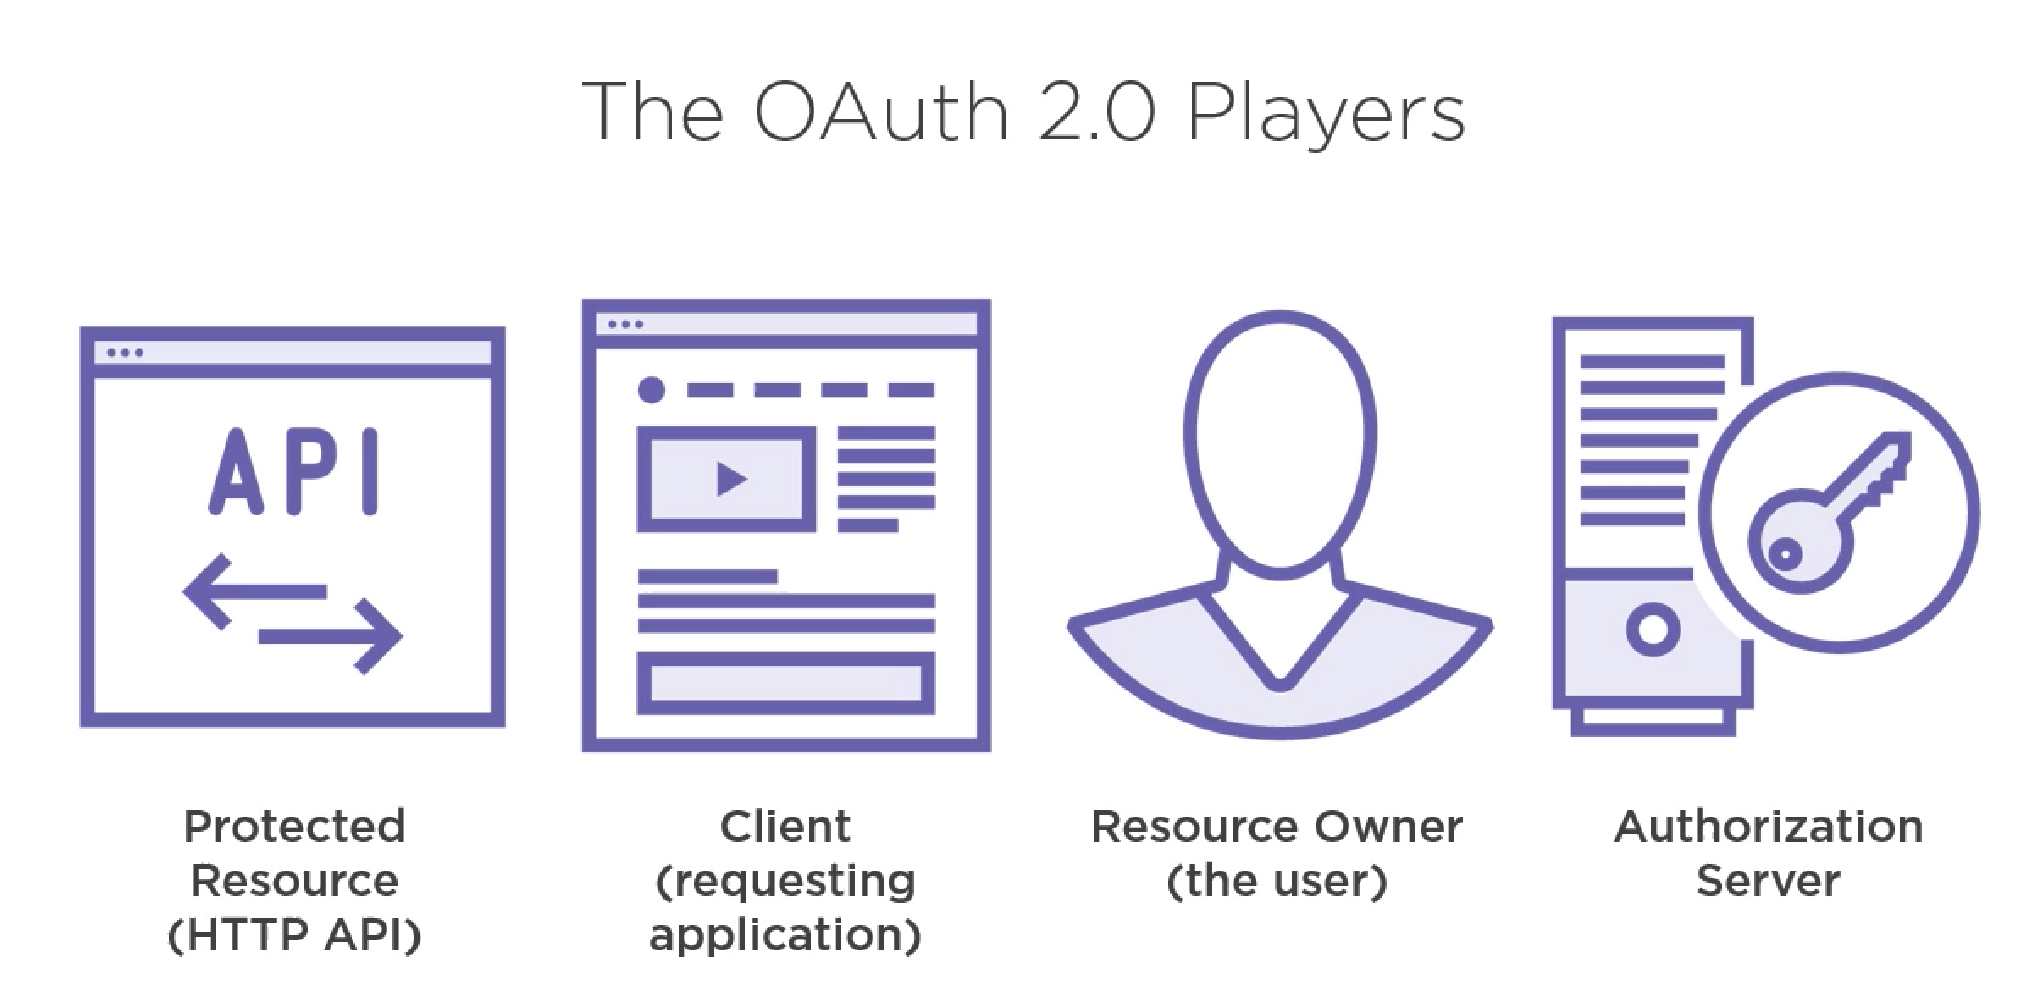 The OAuth 2.0 Players
API
Protected
Resource
(HTTP API)
Client
(requesting
application)
Resource Owner
(the user)
Authorization
Server